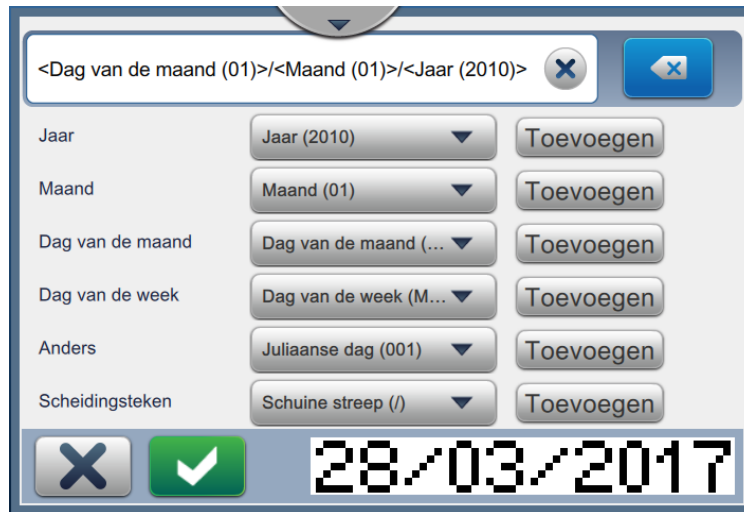 <Dag van de maand (01)>/<Maand (01)>/<Jaar (2010)>
Jaar Jaar (2010) Toevoegen
Maand Maand (01) Toevoegen
Dag van de maand Dag van de maand (... Toevoegen
Dag van de week Dag van de week (M... Toevoegen
Anders Juliaanse dag (001) Toevoegen
Scheidingsteken Schuine streep (/) Toevoegen
28/03/2017